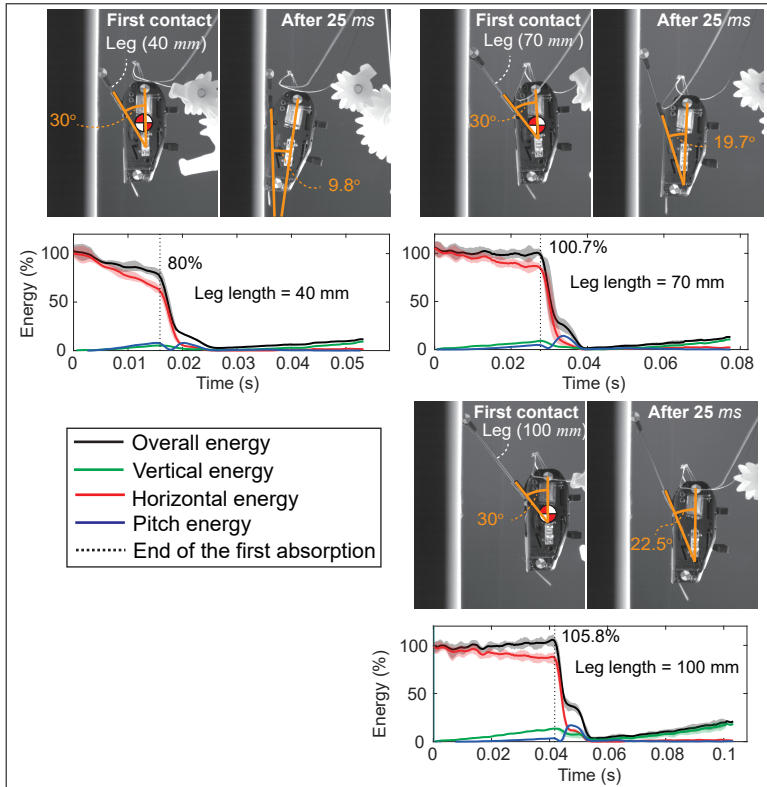 First contact
Leg (40 mm)
30°
After 25 ms
9.8°
First contact
Leg (70 mm)
30°
After 25 ms
19.7°
Energy (%)
100
50
0
80%
Leg length = 40 mm
0 0.01 0.02 0.03 0.04 0.05
Time (s)
100
50
0
100.7%
Leg length = 70 mm
0 0.02 0.04 0.06 0.08
Time (s)
Overall energy
Vertical energy
Horizontal energy
Pitch energy
End of the first absorption
First contact
Leg (100 mm)
30°
After 25 ms
22.5°
Energy (%)
100
50
0
105.8%
Leg length = 100 mm
0 0.02 0.04 0.06 0.08 0.1
Time (s)